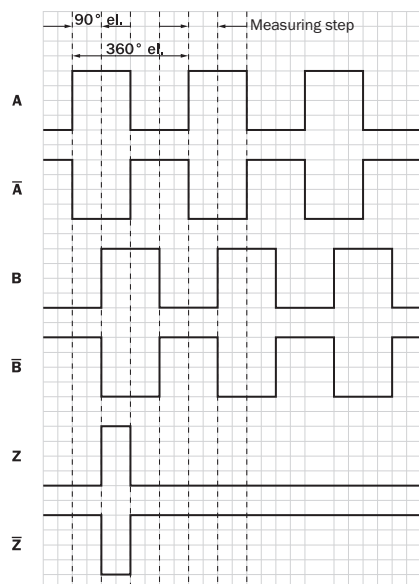 90° el. Measuring step
360° el.
A
A̅
B
B̅
Z
Z̅